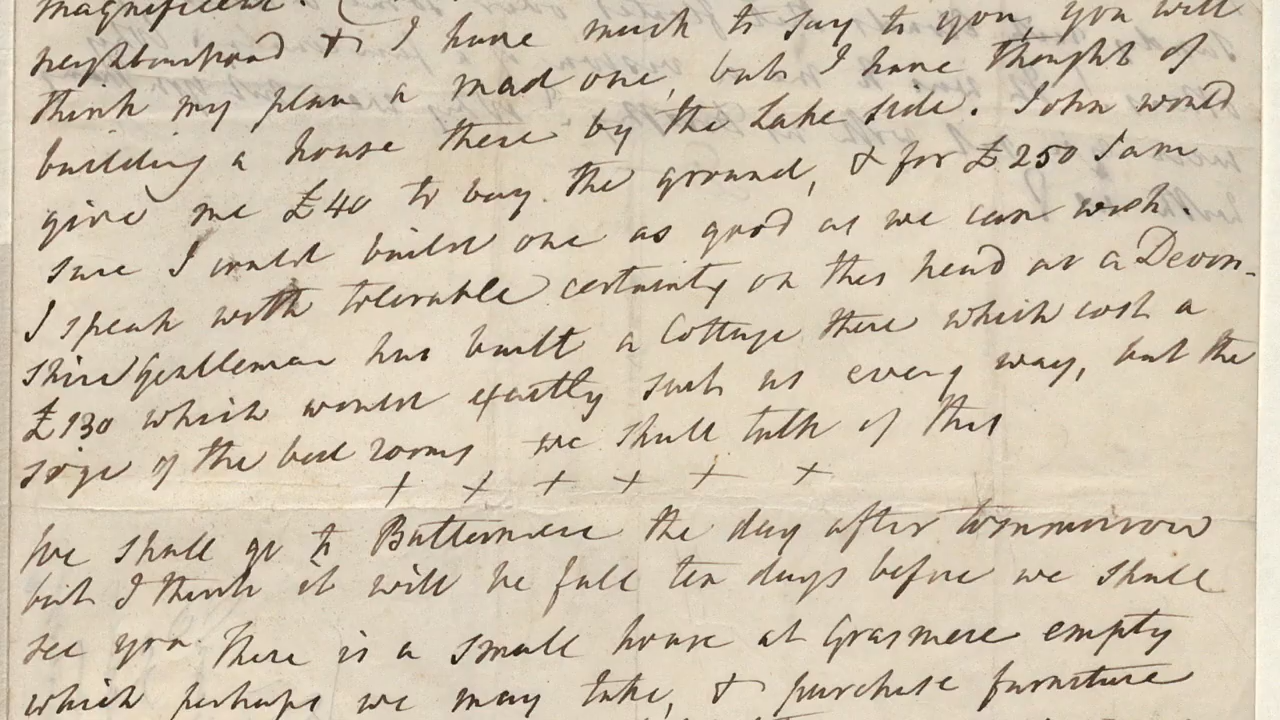 magnificent. (
neighbourhood & I have much to say to you, you will
think my plan a mad one, but I have thought of
building a house there by the Lake side. John would
give me £40 to buy the ground, & for £250 I am
sure I could build one as good as we can wish.
I speak with tolerable certainty on this head as a Devon-
shire Gentleman has built a Cottage there which cost a
£130 which would exactly suit us every way, but the
size of the bed rooms we shall talk of this
+ + + + + +
We shall go to Buttermere the day after tommorrow
but I think it will be full ten days before we shall
see you. There is a small house at Grasmere empty
which perhaps we may take, & purchase furniture